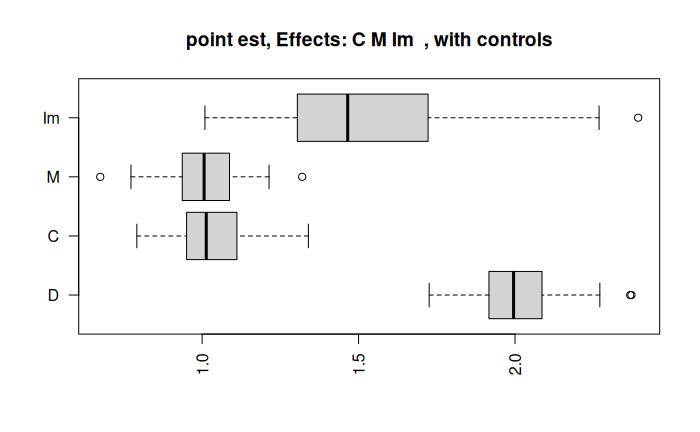 point est, Effects: C M Im  , with controls
Im
M
C
D
1.0
1.5
2.0